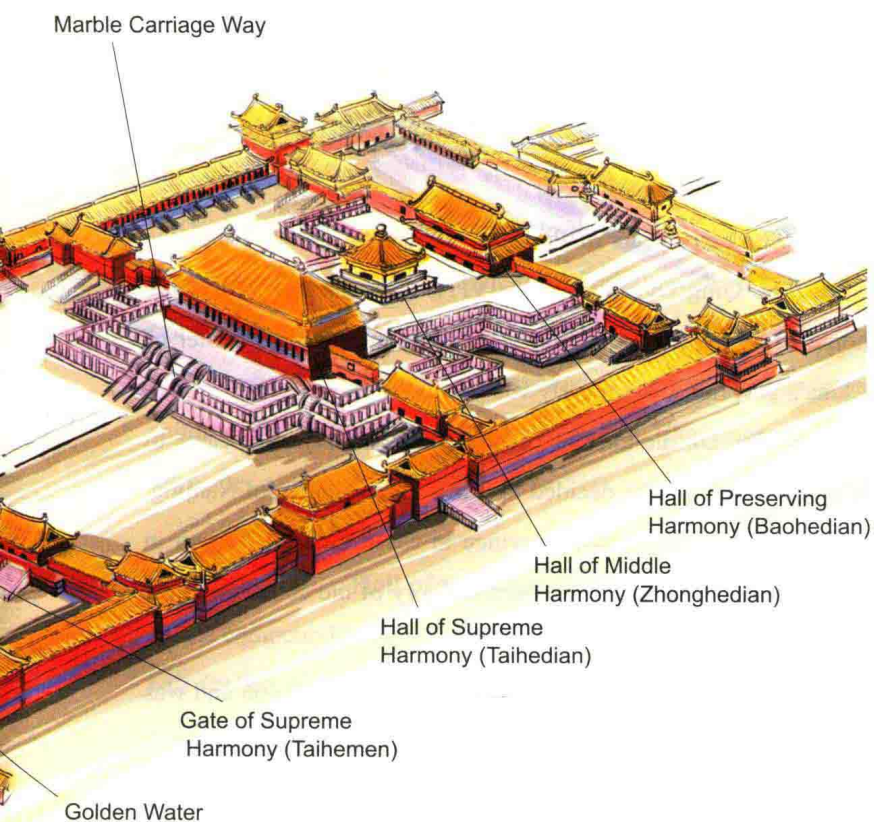 Marble Carriage Way
Hall of Preserving
Harmony (Baohedian)
Hall of Middle
Harmony (Zhonghedian)
Hall of Supreme
Harmony (Taihedian)
Gate of Supreme
Harmony (Taihemen)
Golden Water